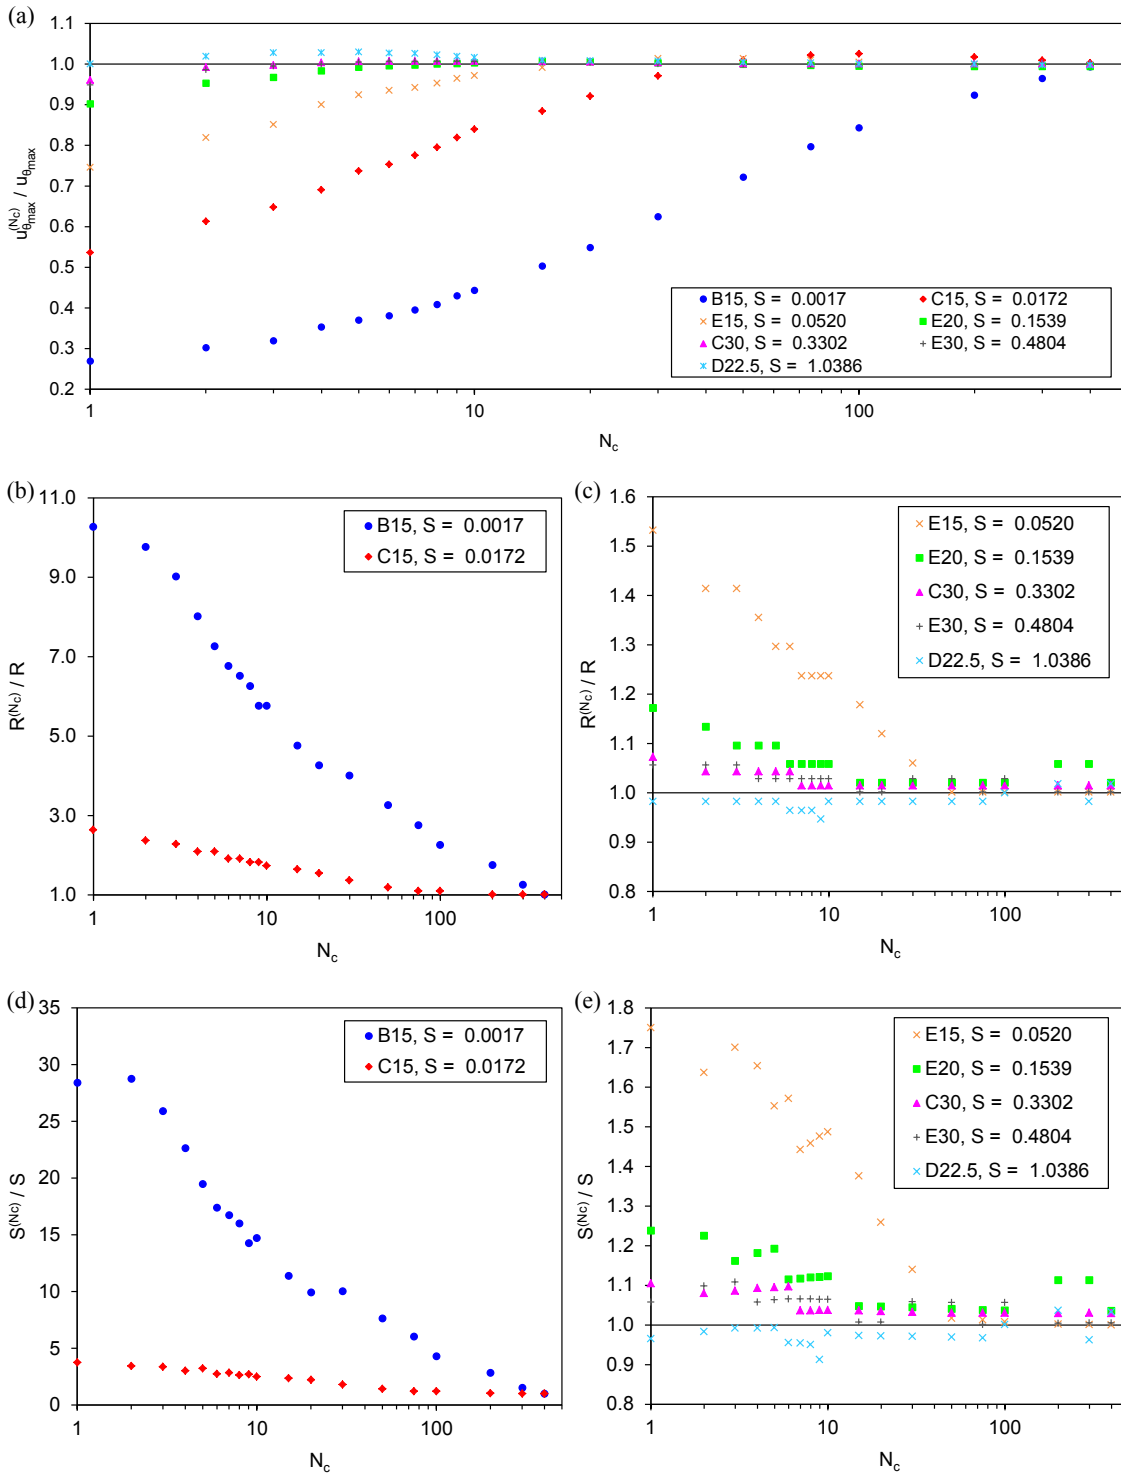 (a)
1.1
1.0
0.9
0.8
0.7
0.6
0.5
0.4
0.3
0.2
u_θmax^(Nc) / u_θmax
B15, S = 0.0017
C15, S = 0.0172
E15, S = 0.0520
E20, S = 0.1539
C30, S = 0.3302
E30, S = 0.4804
D22.5, S = 1.0386
1 10 100
N_c
(b)
11.0
9.0
7.0
5.0
3.0
1.0
R^(Nc) / R
B15, S = 0.0017
C15, S = 0.0172
1 10 100
N_c
(c)
1.6
1.5
1.4
1.3
1.2
1.1
1.0
0.9
0.8
R^(Nc) / R
E15, S = 0.0520
E20, S = 0.1539
C30, S = 0.3302
E30, S = 0.4804
D22.5, S = 1.0386
1 10 100
N_c
(d)
35
30
25
20
15
10
5
0
S^(Nc) / S
B15, S = 0.0017
C15, S = 0.0172
1 10 100
N_c
(e)
1.8
1.7
1.6
1.5
1.4
1.3
1.2
1.1
1.0
0.9
0.8
S^(Nc) / S
E15, S = 0.0520
E20, S = 0.1539
C30, S = 0.3302
E30, S = 0.4804
D22.5, S = 1.0386
1 10 100
N_c